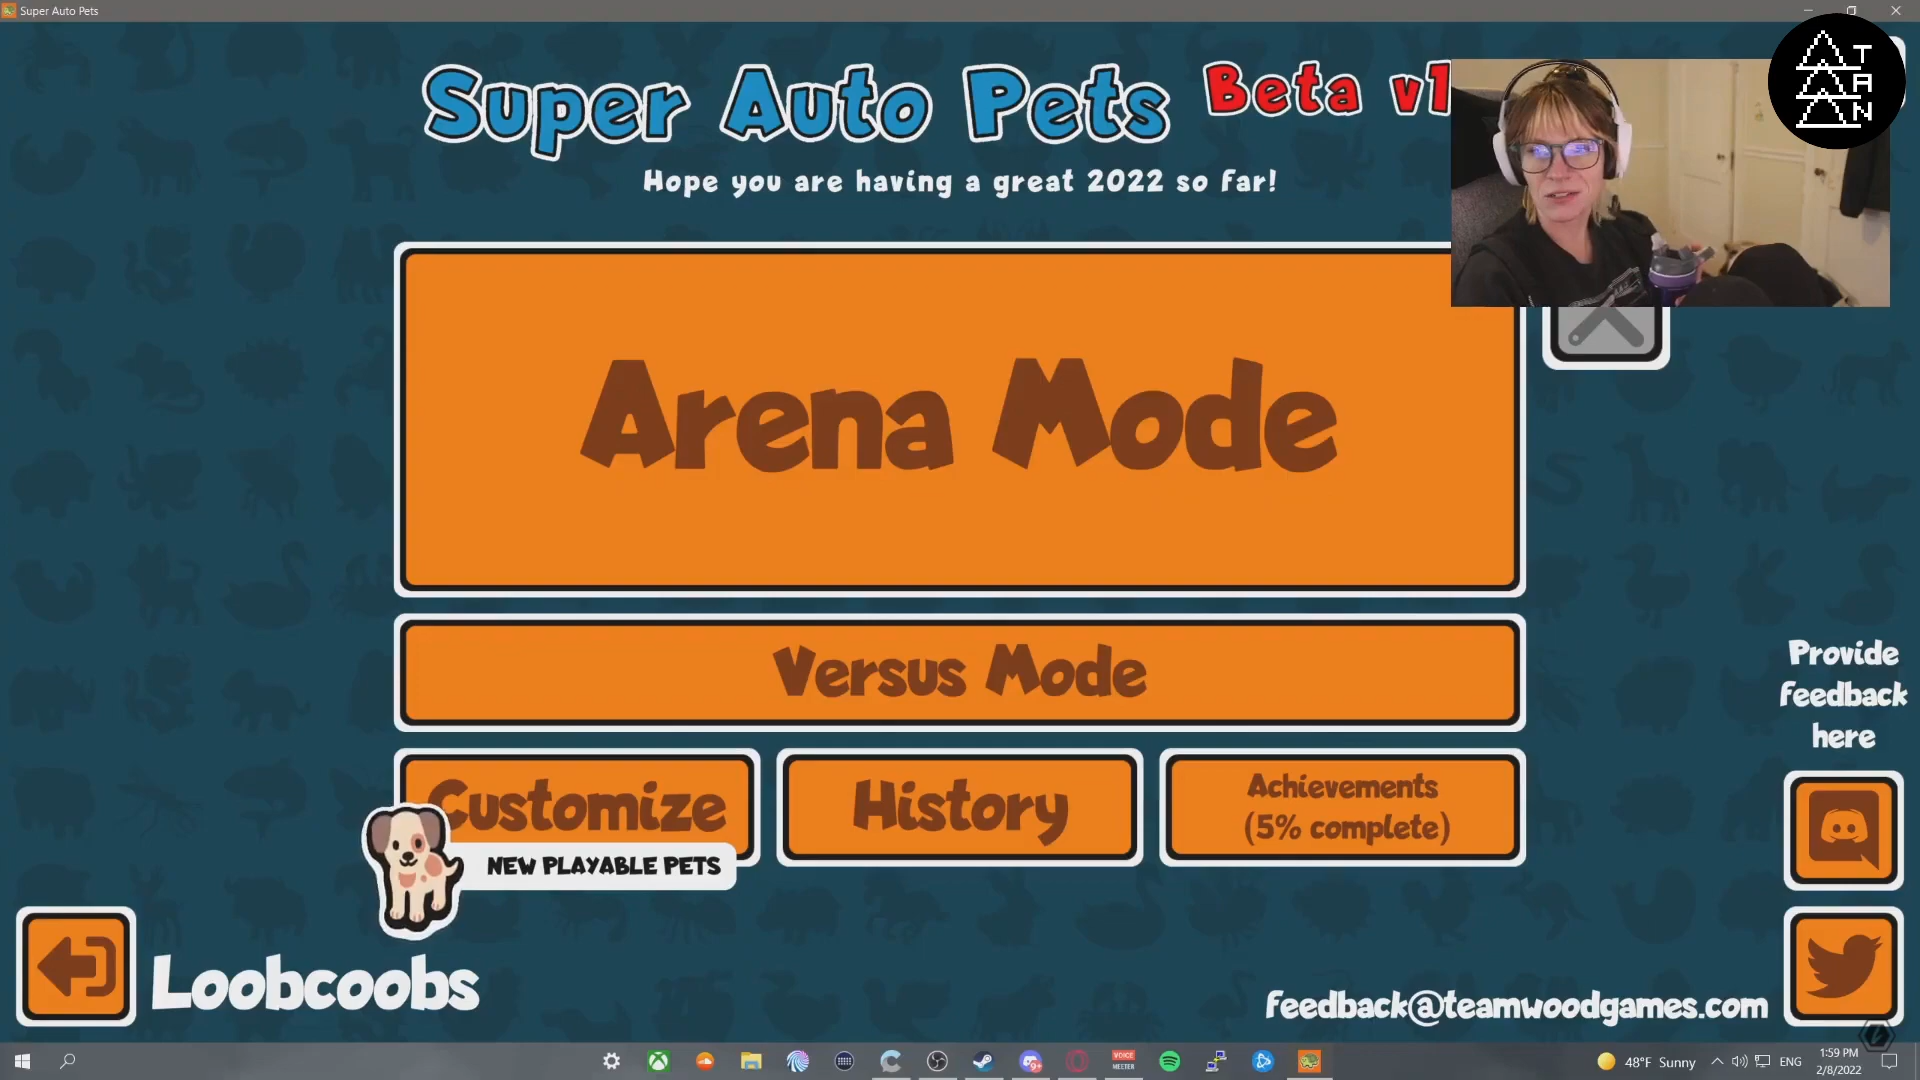 Super Auto Pets
Super Auto Pets Beta v1
Hope you are having a great 2022 so far!
Arena Mode
Versus Mode
Customize
NEW PLAYABLE PETS
History
Achievements
(5% complete)
Provide
feedback
here
Loobcoobs
feedback@teamwoodgames.com
VOICE
MEETER
48°F Sunny
ENG
1:59 PM
2/8/2022